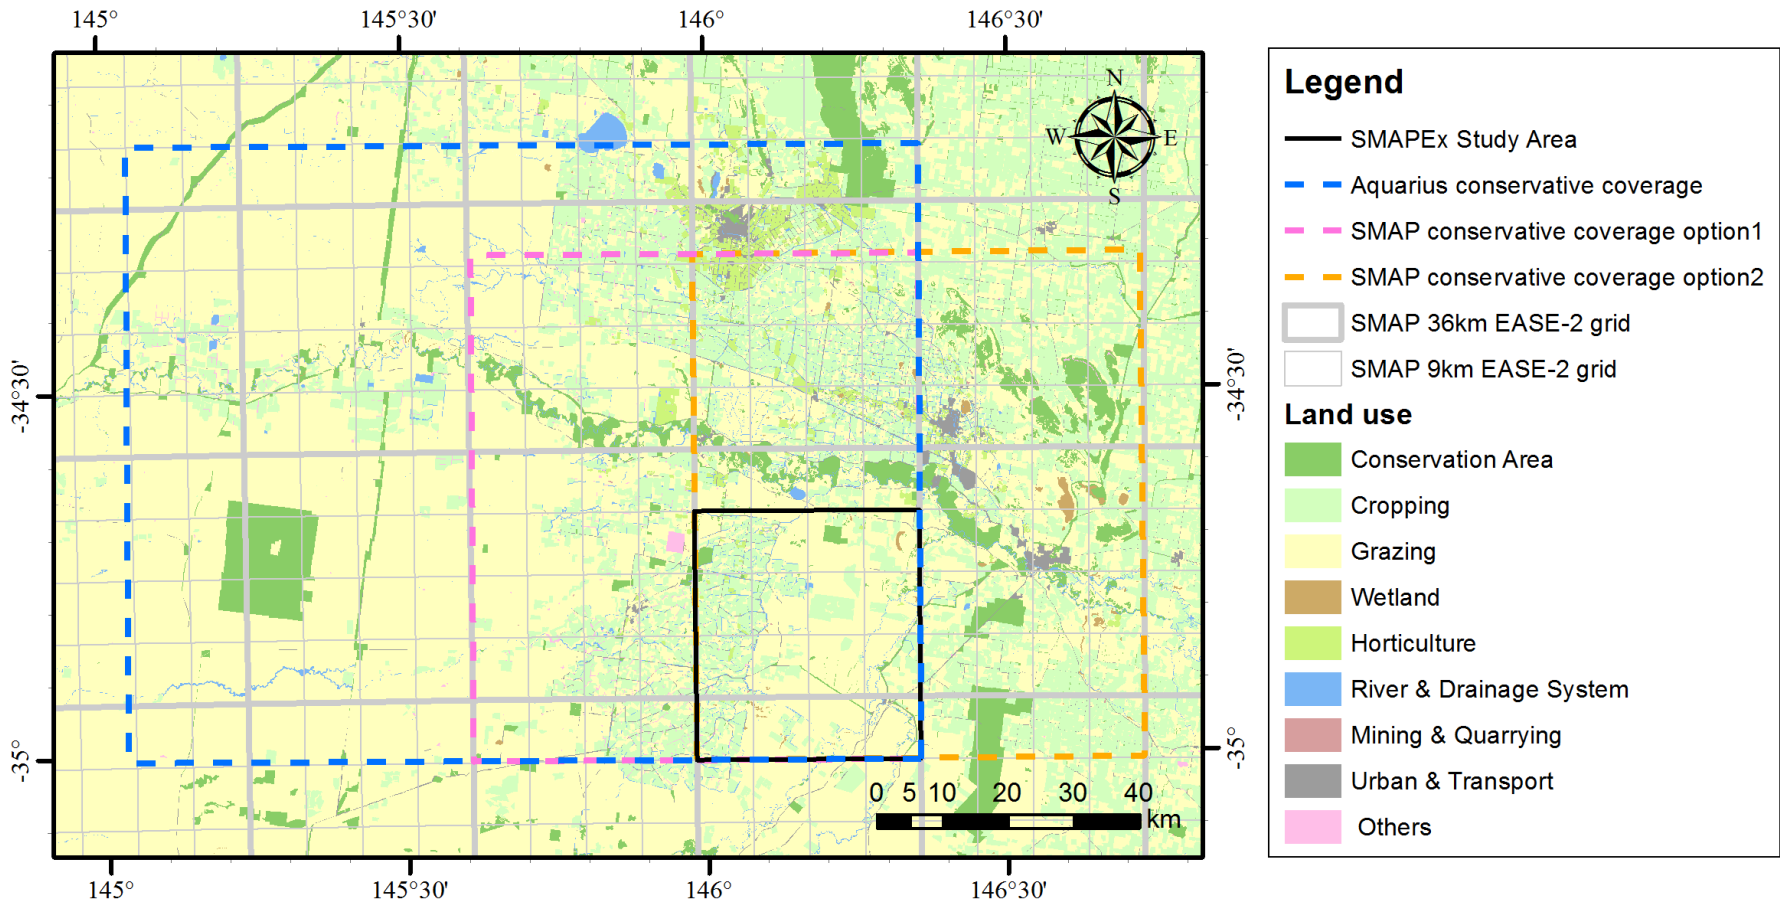 145° 145°30' 146° 146°30'
N
W E
S
-34°30' -34°30'
-35° -35°
0 5 10 20 30 40
km
145° 145°30' 146° 146°30'
Legend
SMAPEx Study Area
Aquarius conservative coverage
SMAP conservative coverage option1
SMAP conservative coverage option2
SMAP 36km EASE-2 grid
SMAP 9km EASE-2 grid
Land use
Conservation Area
Cropping
Grazing
Wetland
Horticulture
River & Drainage System
Mining & Quarrying
Urban & Transport
Others